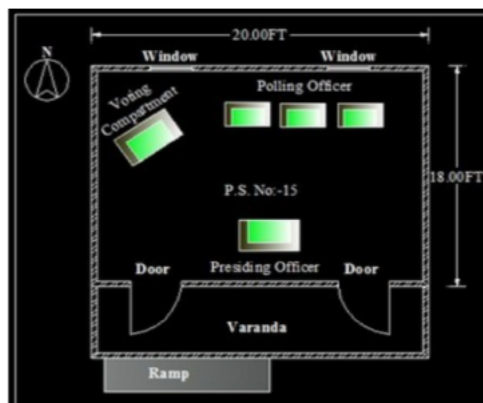 20.00FT
N
Window
Window
Voting
Compartment
Polling Officer
18.00FT
P.S. No:-15
Door
Presiding Officer
Door
Varanda
Ramp